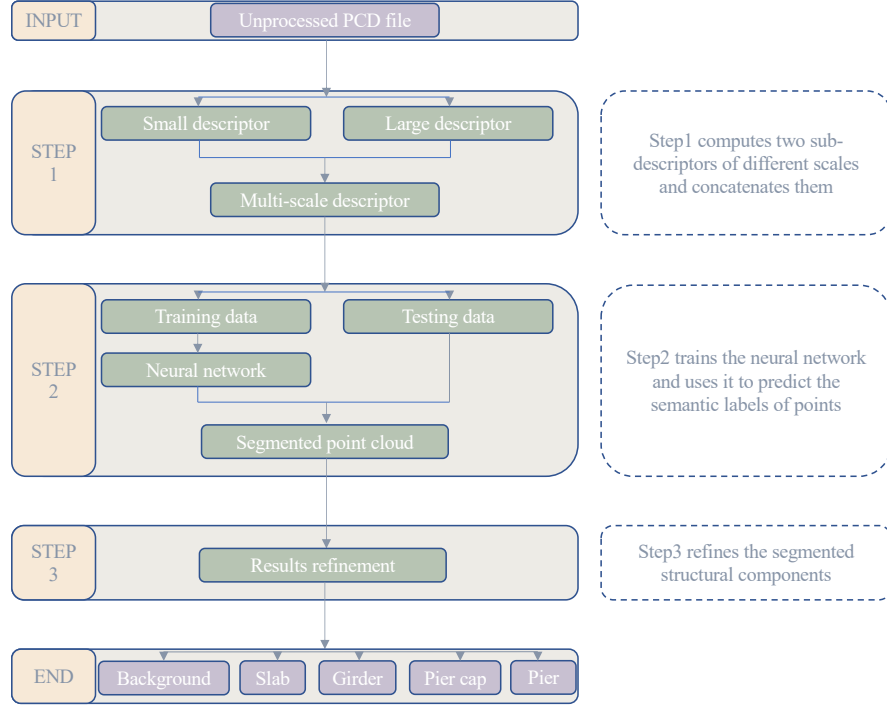 INPUT
Unprocessed PCD file
STEP
1
Small descriptor
Large descriptor
Multi-scale descriptor
Step1 computes two sub-
descriptors of different scales
and concatenates them
STEP
2
Training data
Testing data
Neural network
Segmented point cloud
Step2 trains the neural network
and uses it to predict the
semantic labels of points
STEP
3
Results refinement
Step3 refines the segmented
structural components
END
Background
Slab
Girder
Pier cap
Pier